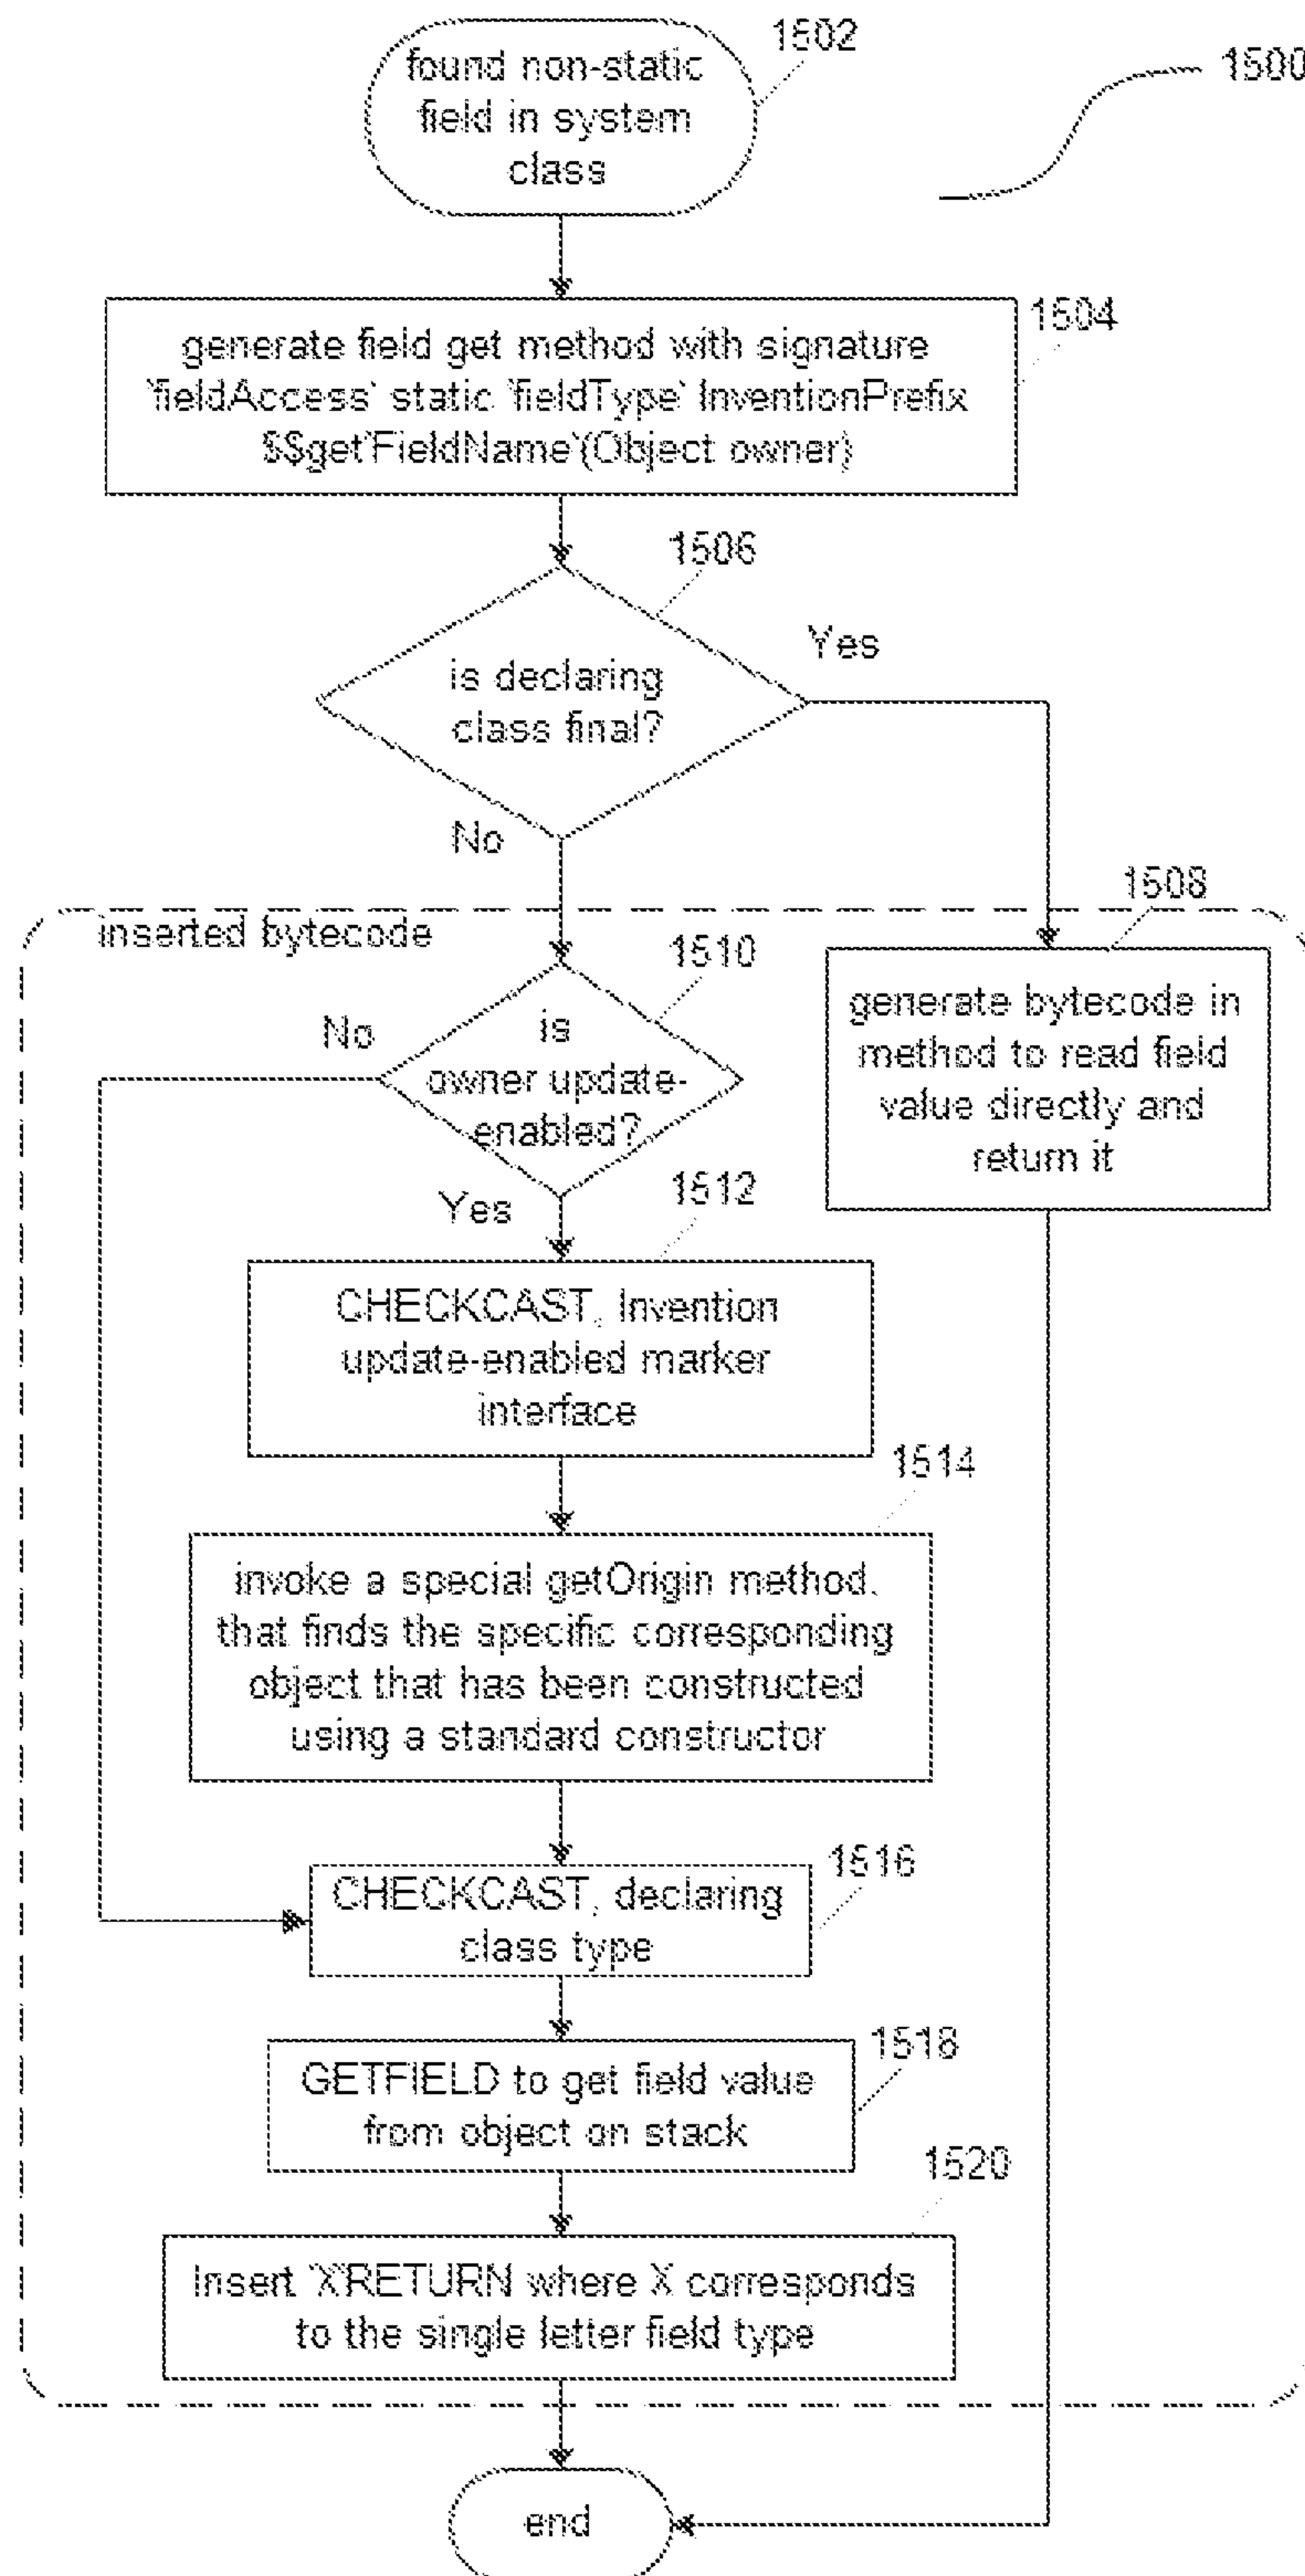 1502
1500
found non-static
field in system
class
1504
generate field get method with signature
`fieldAccess` static `fieldType` InventionPrefix
$$get`FieldName`(Object owner)
1506
is declaring
class final?
Yes
No
1508
inserted bytecode
1510
No
is
owner update-
enabled?
generate bytecode in
method to read field
value directly and
return it
1512
Yes
CHECKCAST, Invention
update-enabled marker
interface
1514
invoke a special getOrigin method,
that finds the specific corresponding
object that has been constructed
using a standard constructor
1516
CHECKCAST, declaring
class type
1518
GETFIELD to get field value
from object on stack
1520
Insert `X`RETURN where X corresponds
to the single letter field type
end